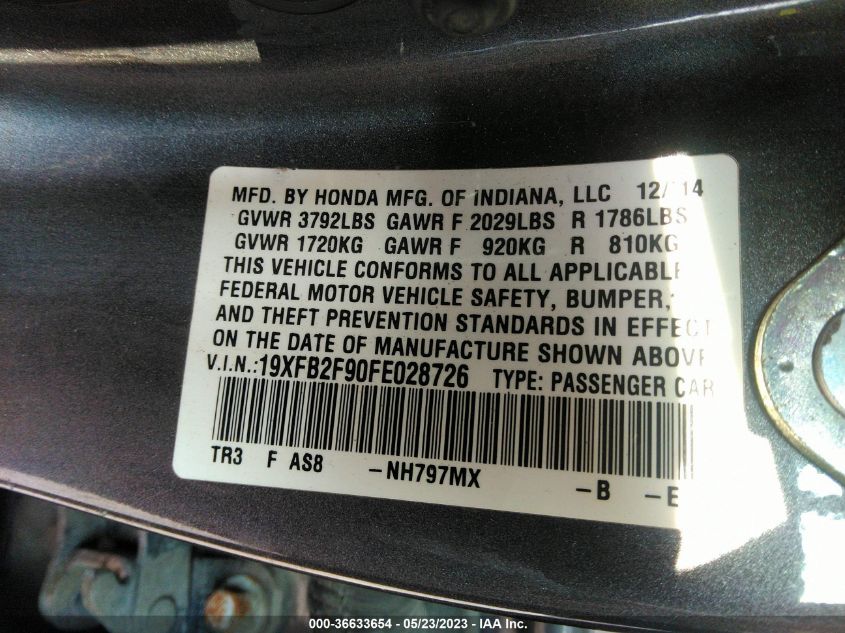 MFD. BY HONDA MFG. OF INDIANA, LLC 12/14
GVWR 3792LBS GAWR F 2029LBS R 1786LBS
GVWR 1720KG GAWR F 920KG R 810KG
THIS VEHICLE CONFORMS TO ALL APPLICABLE
FEDERAL MOTOR VEHICLE SAFETY, BUMPER,
AND THEFT PREVENTION STANDARDS IN EFFECT
ON THE DATE OF MANUFACTURE SHOWN ABOVE
V.I.N.:19XFB2F90FE028726 TYPE: PASSENGER CAR
TR3 F AS8 -NH797MX -B -E
000-36633654 - 05/23/2023 - IAA Inc.